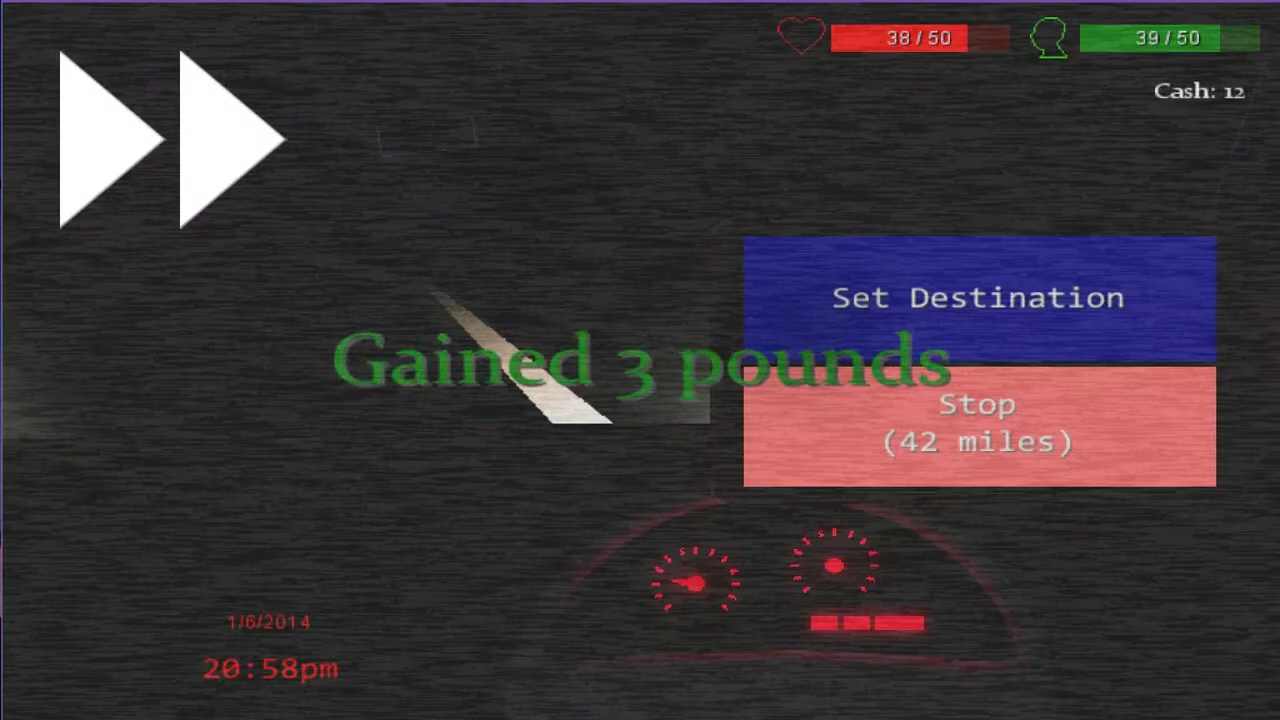 38 / 50
39 / 50
Cash: 12
Set Destination
Gained 3 pounds
Stop
(42 miles)
1/6/2014
20:58pm